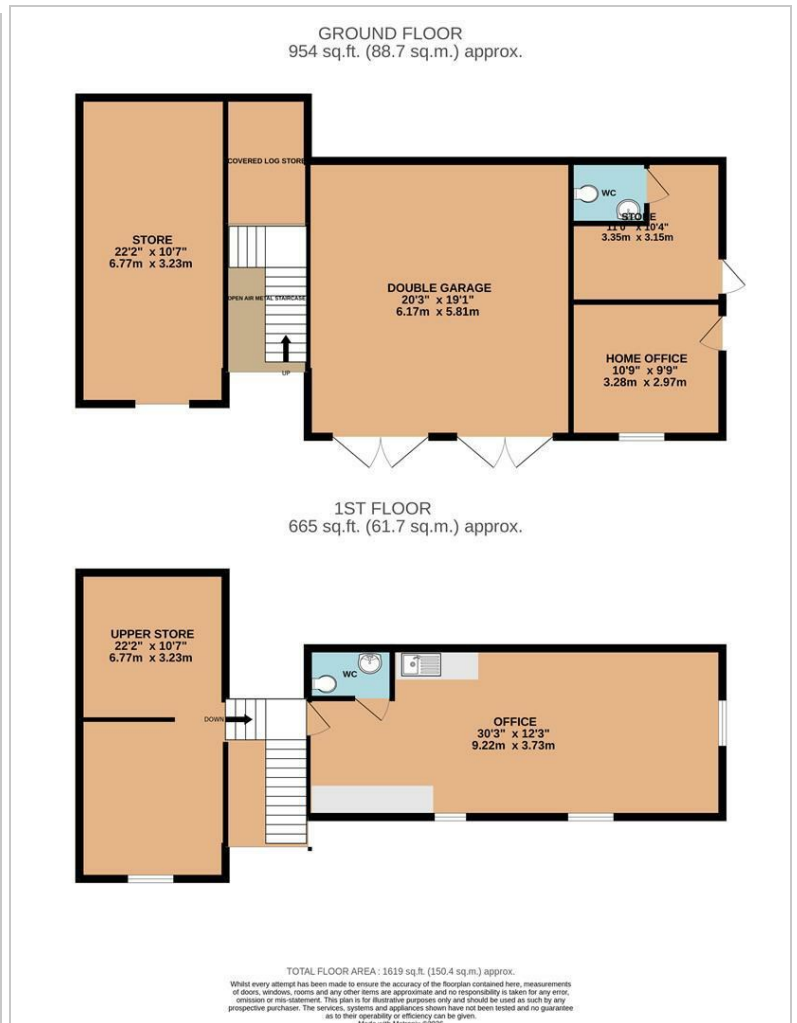 GROUND FLOOR
954 sq.ft. (88.7 sq.m.) approx.
COVERED LOG STORE
WC
STORE
22'2" x 10'7"
6.77m x 3.23m
STORE
11'0" x 10'4"
3.35m x 3.15m
DOUBLE GARAGE
20'3" x 19'1"
6.17m x 5.81m
OPEN AIR METAL STAIRCASE
HOME OFFICE
10'9" x 9'9"
3.28m x 2.97m
UP
1ST FLOOR
665 sq.ft. (61.7 sq.m.) approx.
UPPER STORE
22'2" x 10'7"
6.77m x 3.23m
WC
DOWN
OFFICE
30'3" x 12'3"
9.22m x 3.73m
TOTAL FLOOR AREA : 1619 sq.ft. (150.4 sq.m.) approx.
Whilst every attempt has been made to ensure the accuracy of the floorplan contained here, measurements
of doors, windows, rooms and any other items are approximate and no responsibility is taken for any error,
omission or mis-statement. This plan is for illustrative purposes only and should be used as such by any
prospective purchaser. The services, systems and appliances shown have not been tested and no guarantee
as to their operability or efficiency can be given.
Made with Metropix